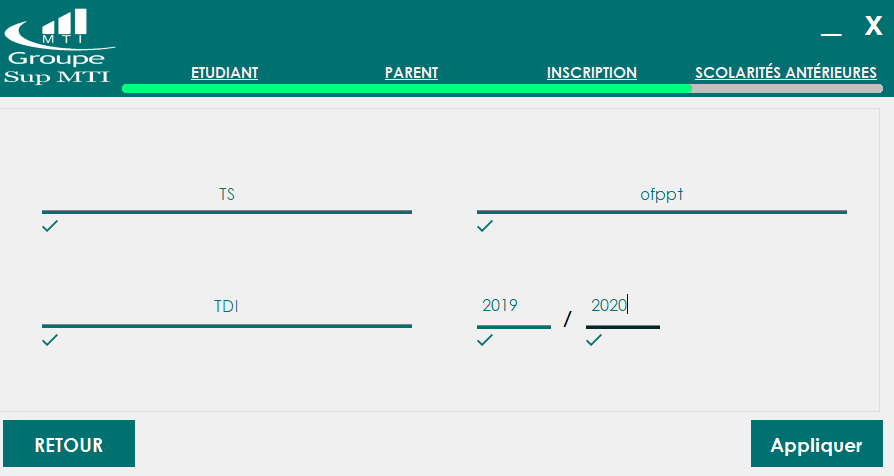 MTI
Groupe
Sup MTI
_ X
ETUDIANT PARENT INSCRIPTION SCOLARITÉS ANTÉRIEURES
TS ofppt
TDI 2019 / 2020
RETOUR Appliquer